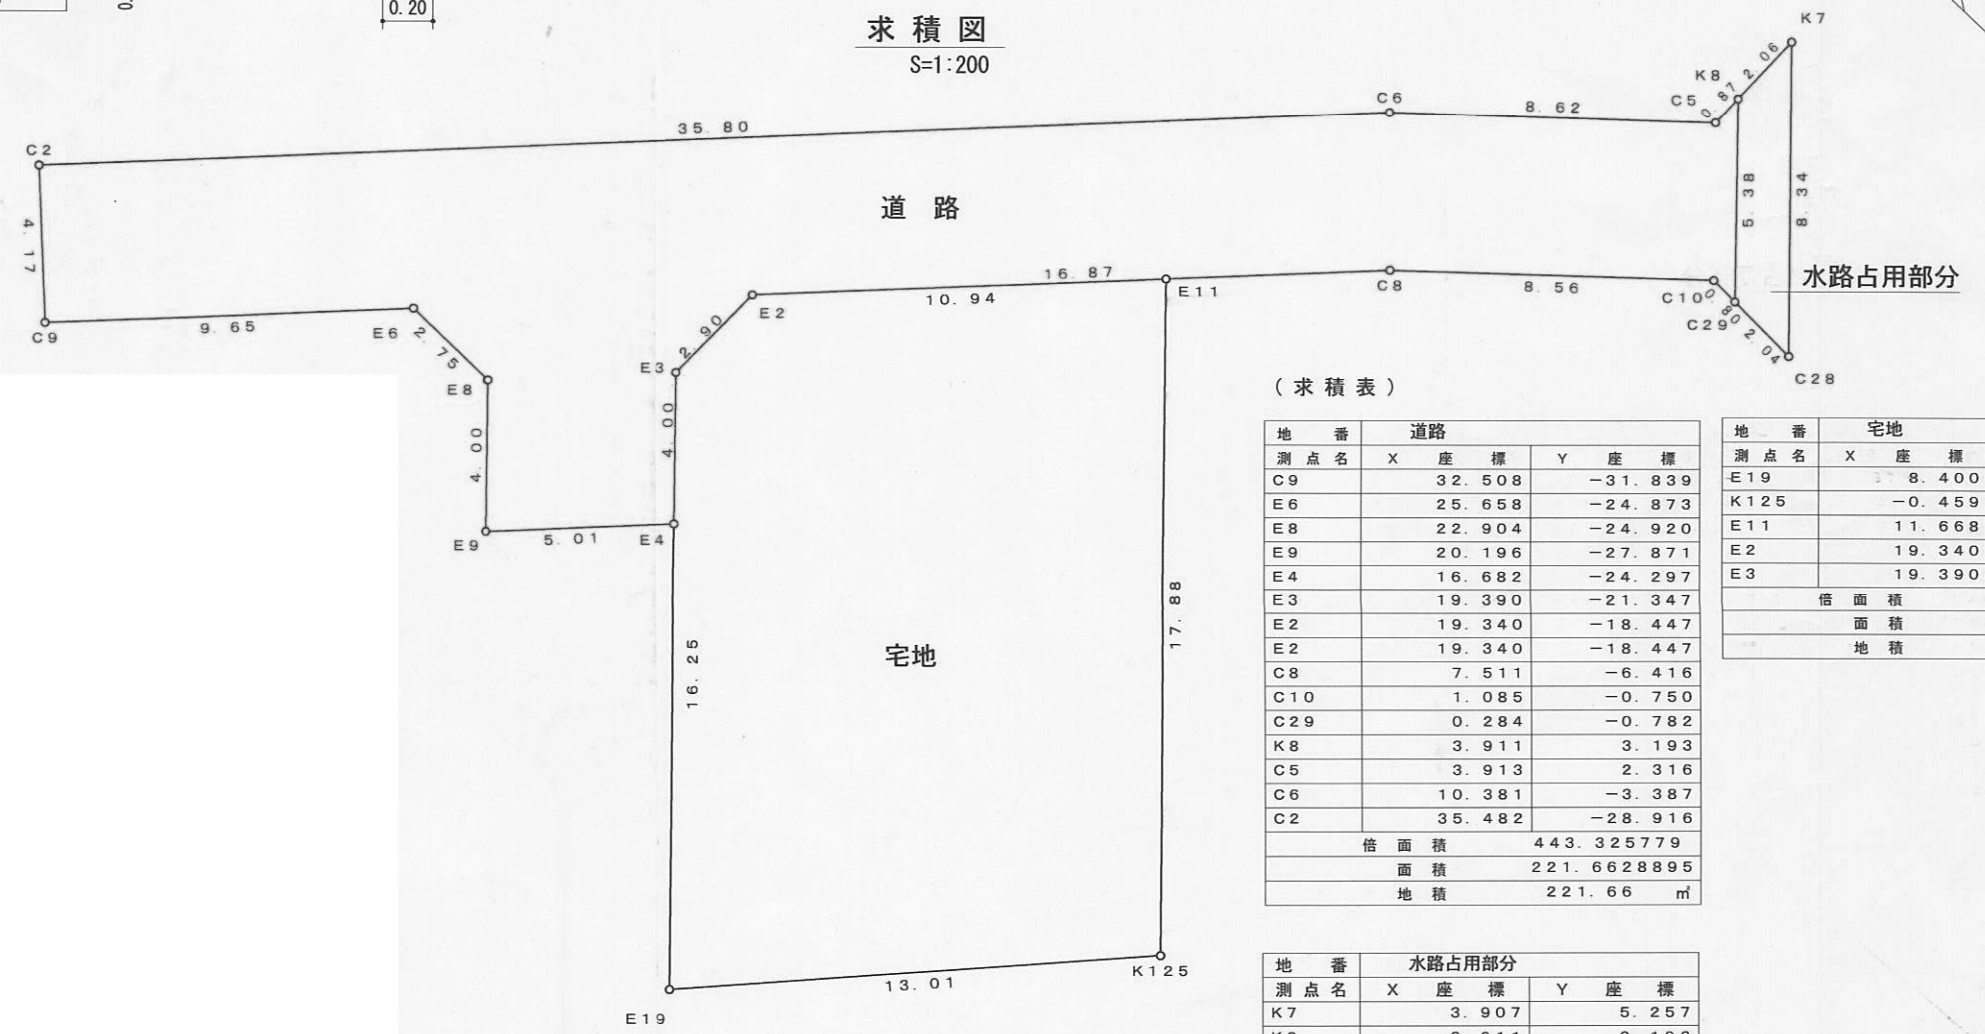 0.20
求積図
S=1:200
K7
2.06
K8
0.87
C5
C6
8.62
35.80
C2
4.17
道路
5.38
8.34
水路占用部分
16.87
E11
C8
8.56
C10
0.80
C29
2.04
C28
10.94
E2
2.90
9.65
C9
E6
2.75
E8
E3
4.00
4.00
E9
5.01
E4
16.25
宅地
17.88
K125
13.01
E19
(求積表)
地番 道路
測点名 X座標 Y座標
C9 32.508 −31.839
E6 25.658 −24.873
E8 22.904 −24.920
E9 20.196 −27.871
E4 16.682 −24.297
E3 19.390 −21.347
E2 19.340 −18.447
E2 19.340 −18.447
C8 7.511 −6.416
C10 1.085 −0.750
C29 0.284 −0.782
K8 3.911 3.193
C5 3.913 2.316
C6 10.381 −3.387
C2 35.482 −28.916
倍面積 443.325779
面積 221.6628895
地積 221.66 ㎡
地番 宅地
測点名 X座標
E19 8.400
K125 −0.459
E11 11.668
E2 19.340
E3 19.390
倍面積
面積
地積
地番 水路占用部分
測点名 X座標 Y座標
K7 3.907 5.257